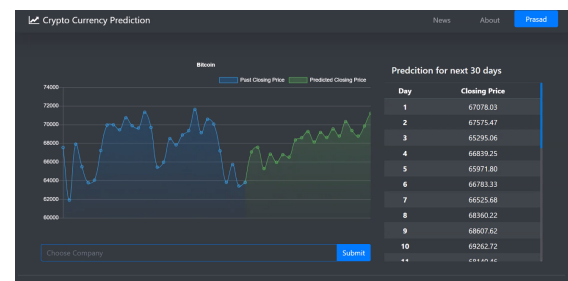 Crypto Currency Prediction
News
About
Prasad
Bitcoin
Past Closing Price
Predicted Closing Price
74000
72000
70000
68000
66000
64000
62000
60000
Choose Company
Submit
Predcition for next 30 days
Day Closing Price
1 67078.03
2 67575.47
3 65295.06
4 66839.25
5 65971.80
6 66783.33
7 66525.68
8 68360.22
9 68607.62
10 69262.72
11 68140.46